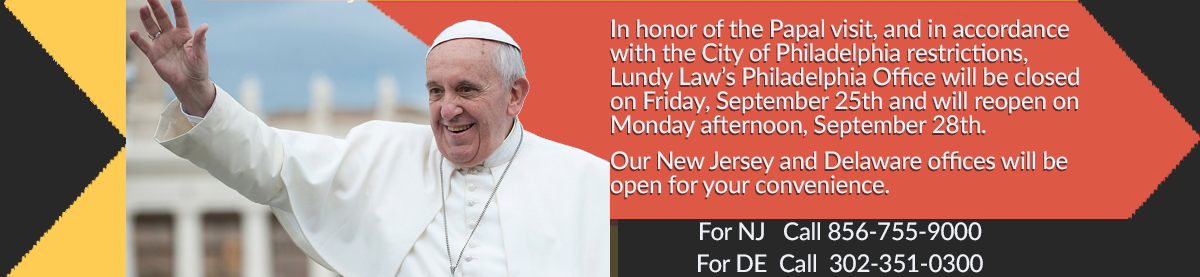 In honor of the Papal visit, and in accordance
with the City of Philadelphia restrictions,
Lundy Law's Philadelphia Office will be closed
on Friday, September 25th and will reopen on
Monday afternoon, September 28th.
Our New Jersey and Delaware offices will be
open for your convenience.
For NJ Call 856-755-9000
For DE Call 302-351-0300